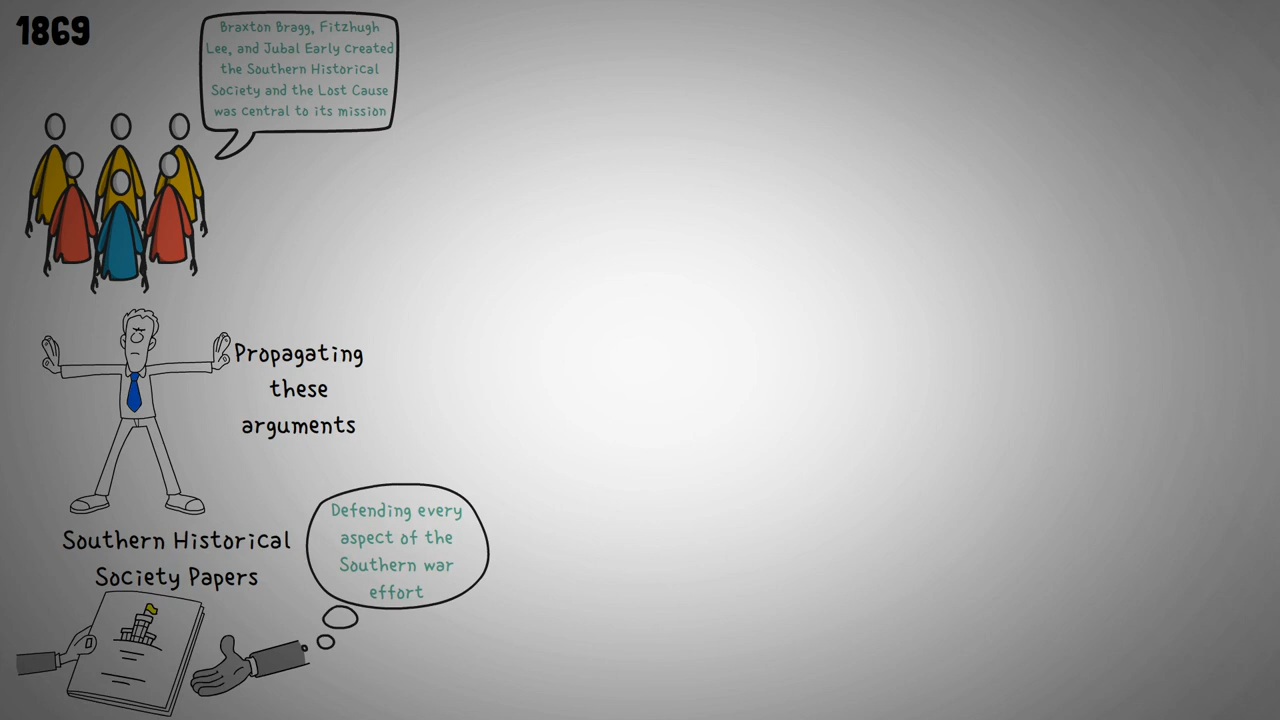 1869
Braxton Bragg, Fitzhugh
Lee, and Jubal Early created
the Southern Historical
Society and the Lost Cause
was central to its mission
Propagating
these
arguments
Southern Historical
Society Papers
Defending every
aspect of the
Southern war
effort